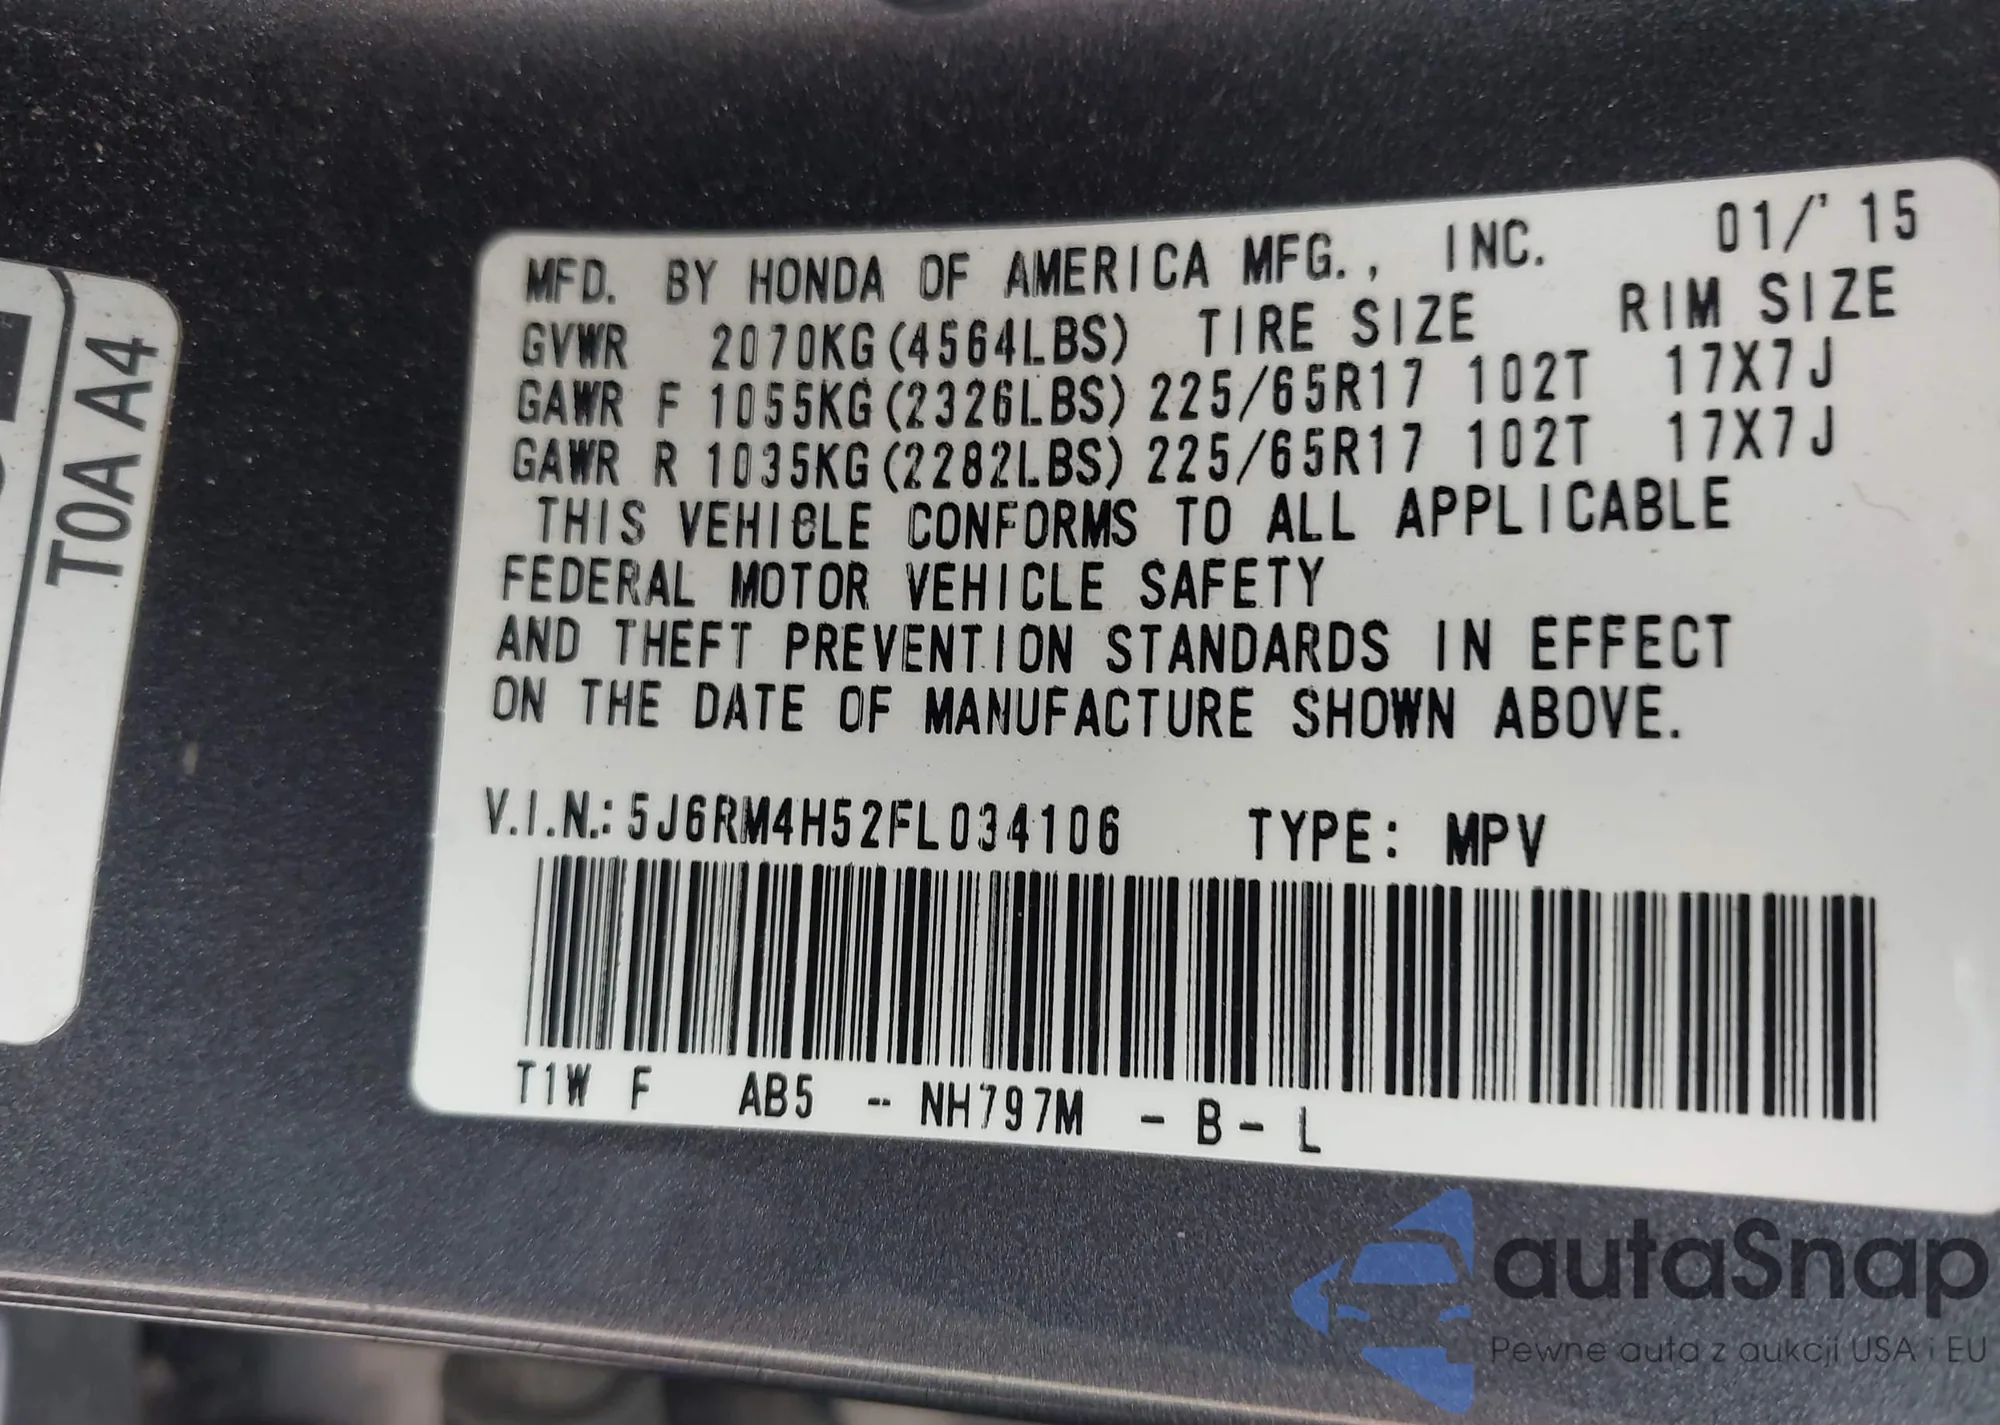 MFD. BY HONDA OF AMERICA MFG., INC. 01/'15
GVWR 2070KG(4564LBS) TIRE SIZE RIM SIZE
GAWR F 1055KG(2326LBS) 225/65R17 102T 17X7J
GAWR R 1035KG(2282LBS) 225/65R17 102T 17X7J
THIS VEHICLE CONFORMS TO ALL APPLICABLE
FEDERAL MOTOR VEHICLE SAFETY
AND THEFT PREVENTION STANDARDS IN EFFECT
ON THE DATE OF MANUFACTURE SHOWN ABOVE.
V.I.N.: 5J6RM4H52FL034106 TYPE: MPV
T1W F AB5 -- NH797M - B - L
T0A A4
autaSnap
Pewne auta z aukcji USA i EU